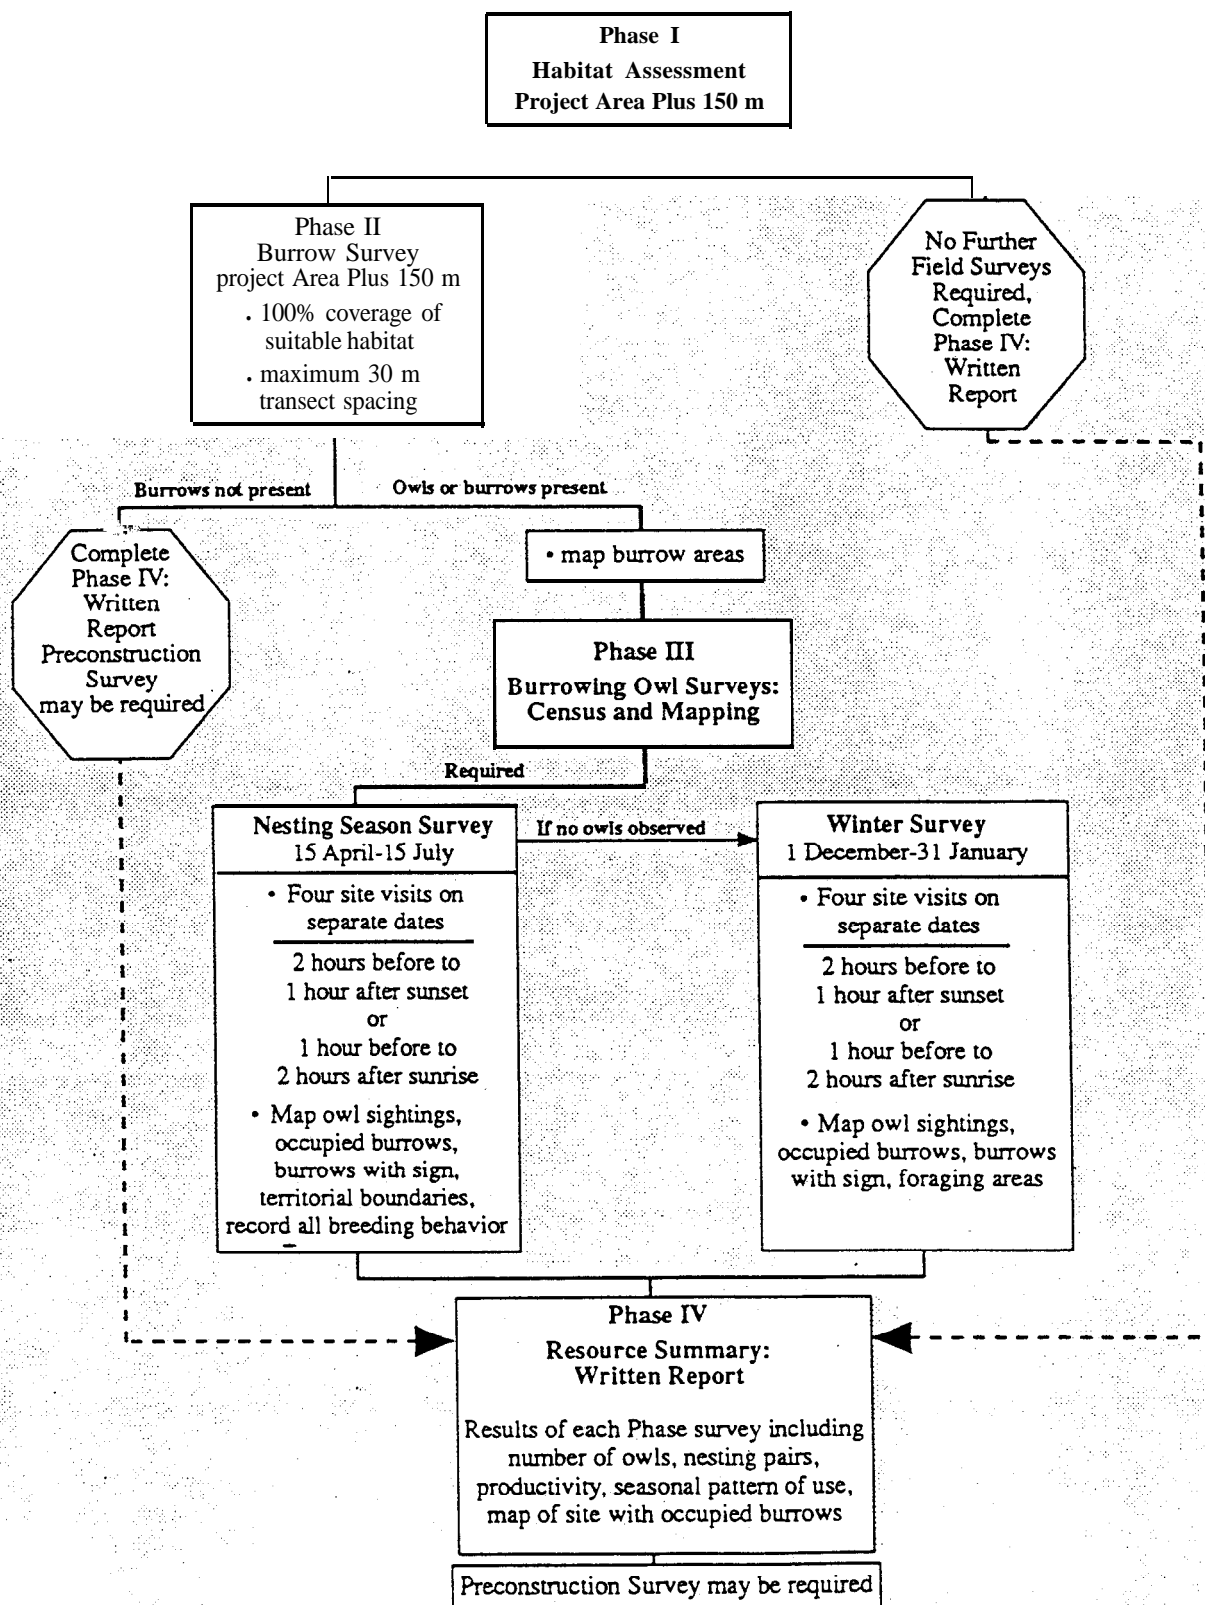 Phase I
Habitat Assessment
Project Area Plus 150 m
Phase II
Burrow Survey
project Area Plus 150 m
. 100% coverage of
suitable habitat
. maximum 30 m
transect spacing
No Further
Field Surveys
Required,
Complete
Phase IV:
Written
Report
Burrows not present
Owls or burrows present
Complete
Phase IV:
Written
Report
Preconstruction
Survey
may be required
• map burrow areas
Phase III
Burrowing Owl Surveys:
Census and Mapping
Required
Nesting Season Survey
15 April-15 July
• Four site visits on
separate dates
2 hours before to
1 hour after sunset
or
1 hour before to
2 hours after sunrise
• Map owl sightings,
occupied burrows,
burrows with sign,
territorial boundaries,
record all breeding behavior
If no owls observed
Winter Survey
1 December-31 January
• Four site visits on
separate dates
2 hours before to
1 hour after sunset
or
1 hour before to
2 hours after sunrise
• Map owl sightings,
occupied burrows, burrows
with sign, foraging areas
Phase IV
Resource Summary:
Written Report
Results of each Phase survey including
number of owls, nesting pairs,
productivity, seasonal pattern of use,
map of site with occupied burrows
Preconstruction Survey may be required